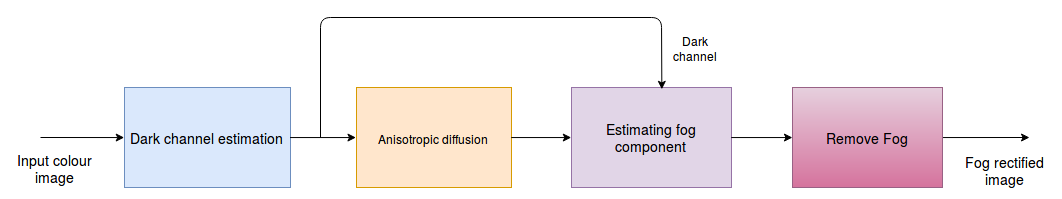 Dark
channel
Dark channel estimation
Anisotropic diffusion
Estimating fog
component
Remove Fog
Input colour
image
Fog rectified
image